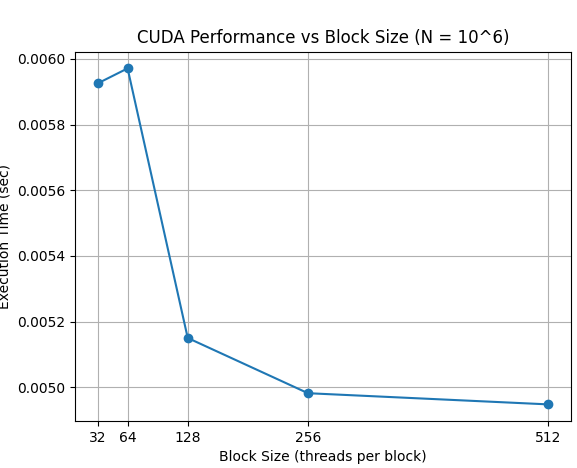 CUDA Performance vs Block Size (N = 10^6)
Execution Time (sec)
0.0060
0.0058
0.0056
0.0054
0.0052
0.0050
32 64 128 256 512
Block Size (threads per block)